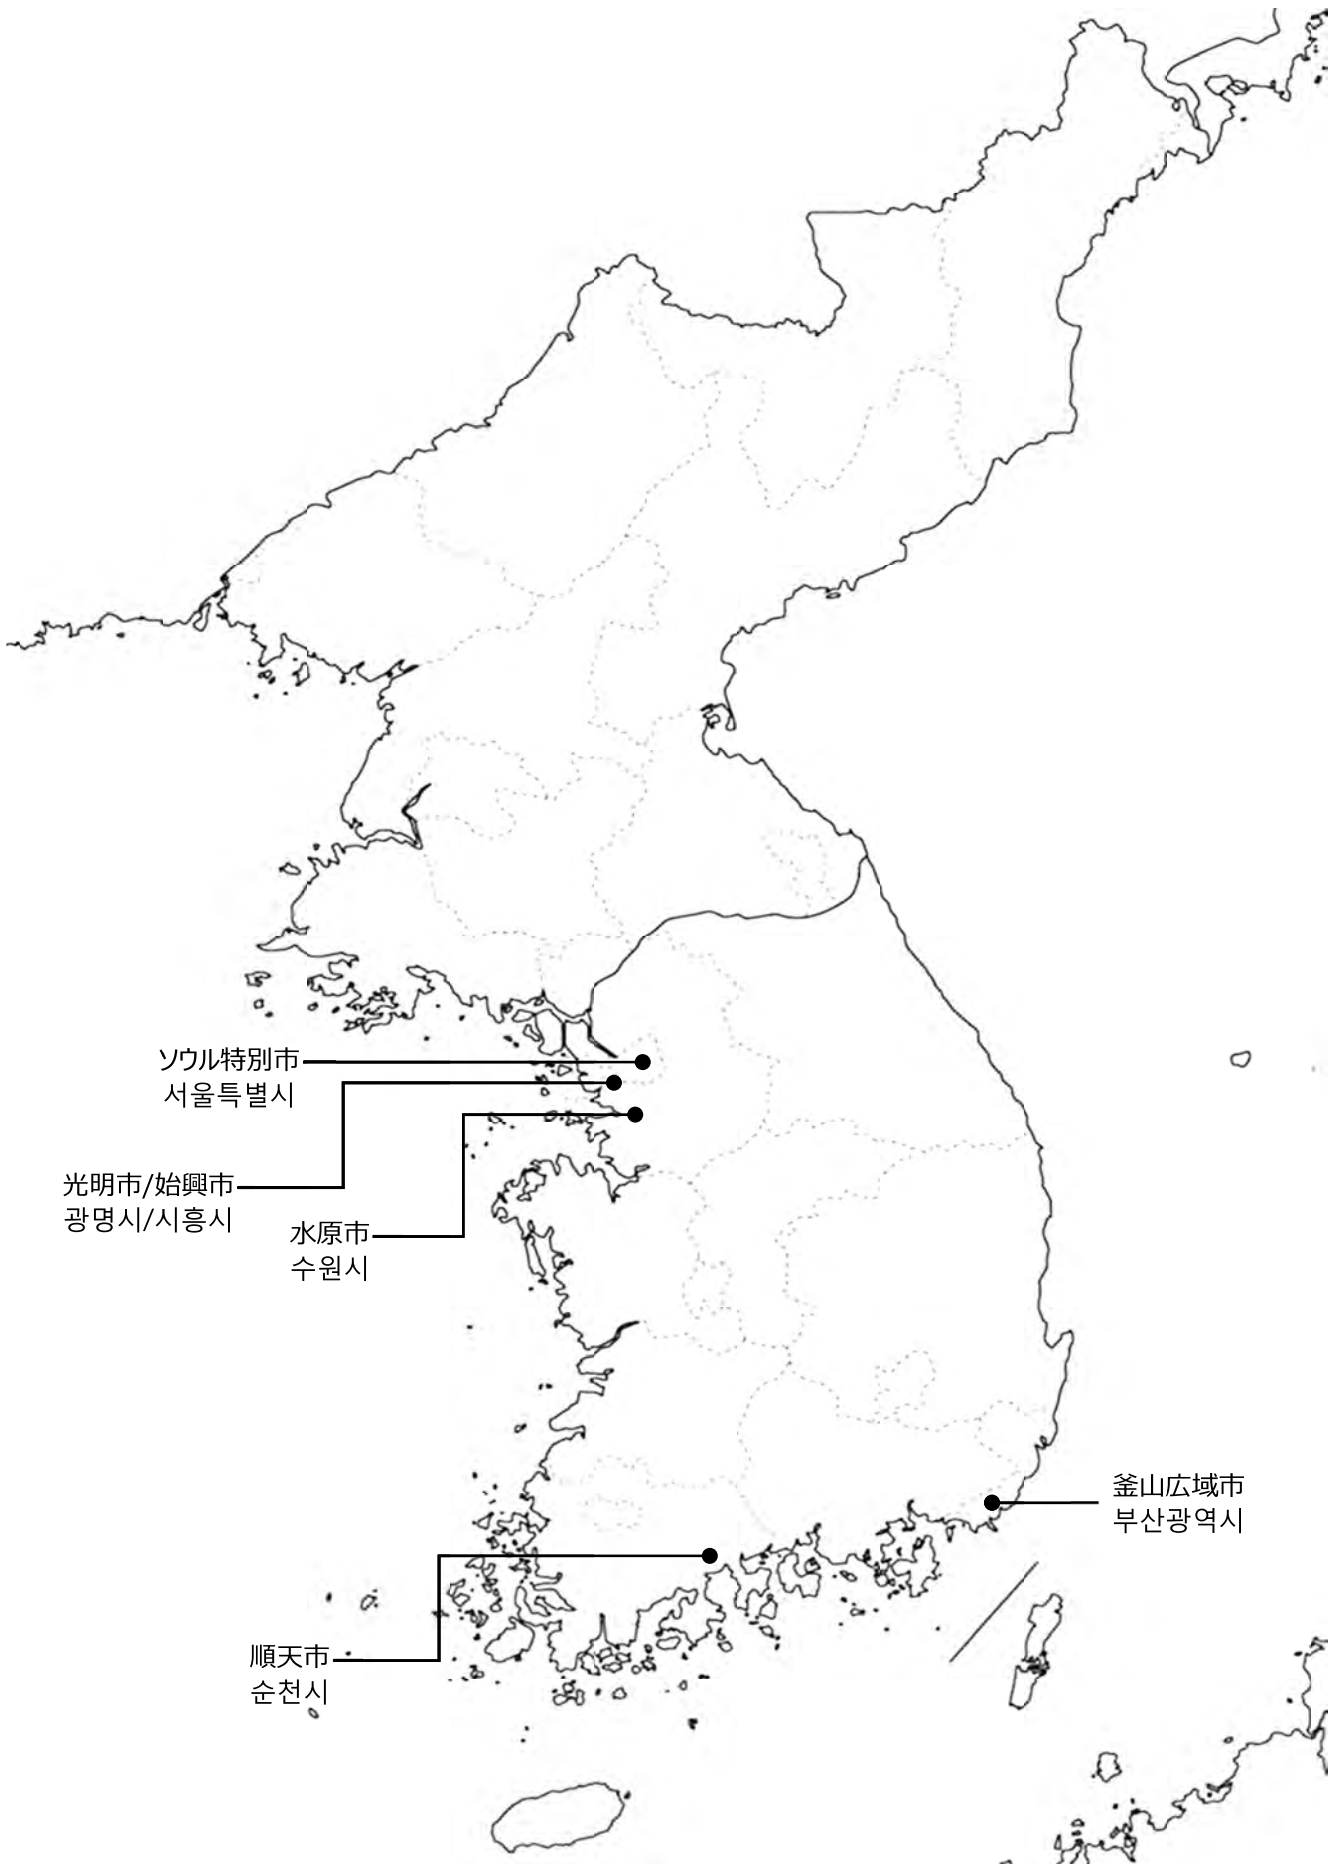 ソウル特別市
서울특별시
光明市/始興市
광명시/시흥시
水原市
수원시
釜山広域市
부산광역시
順天市
순천시